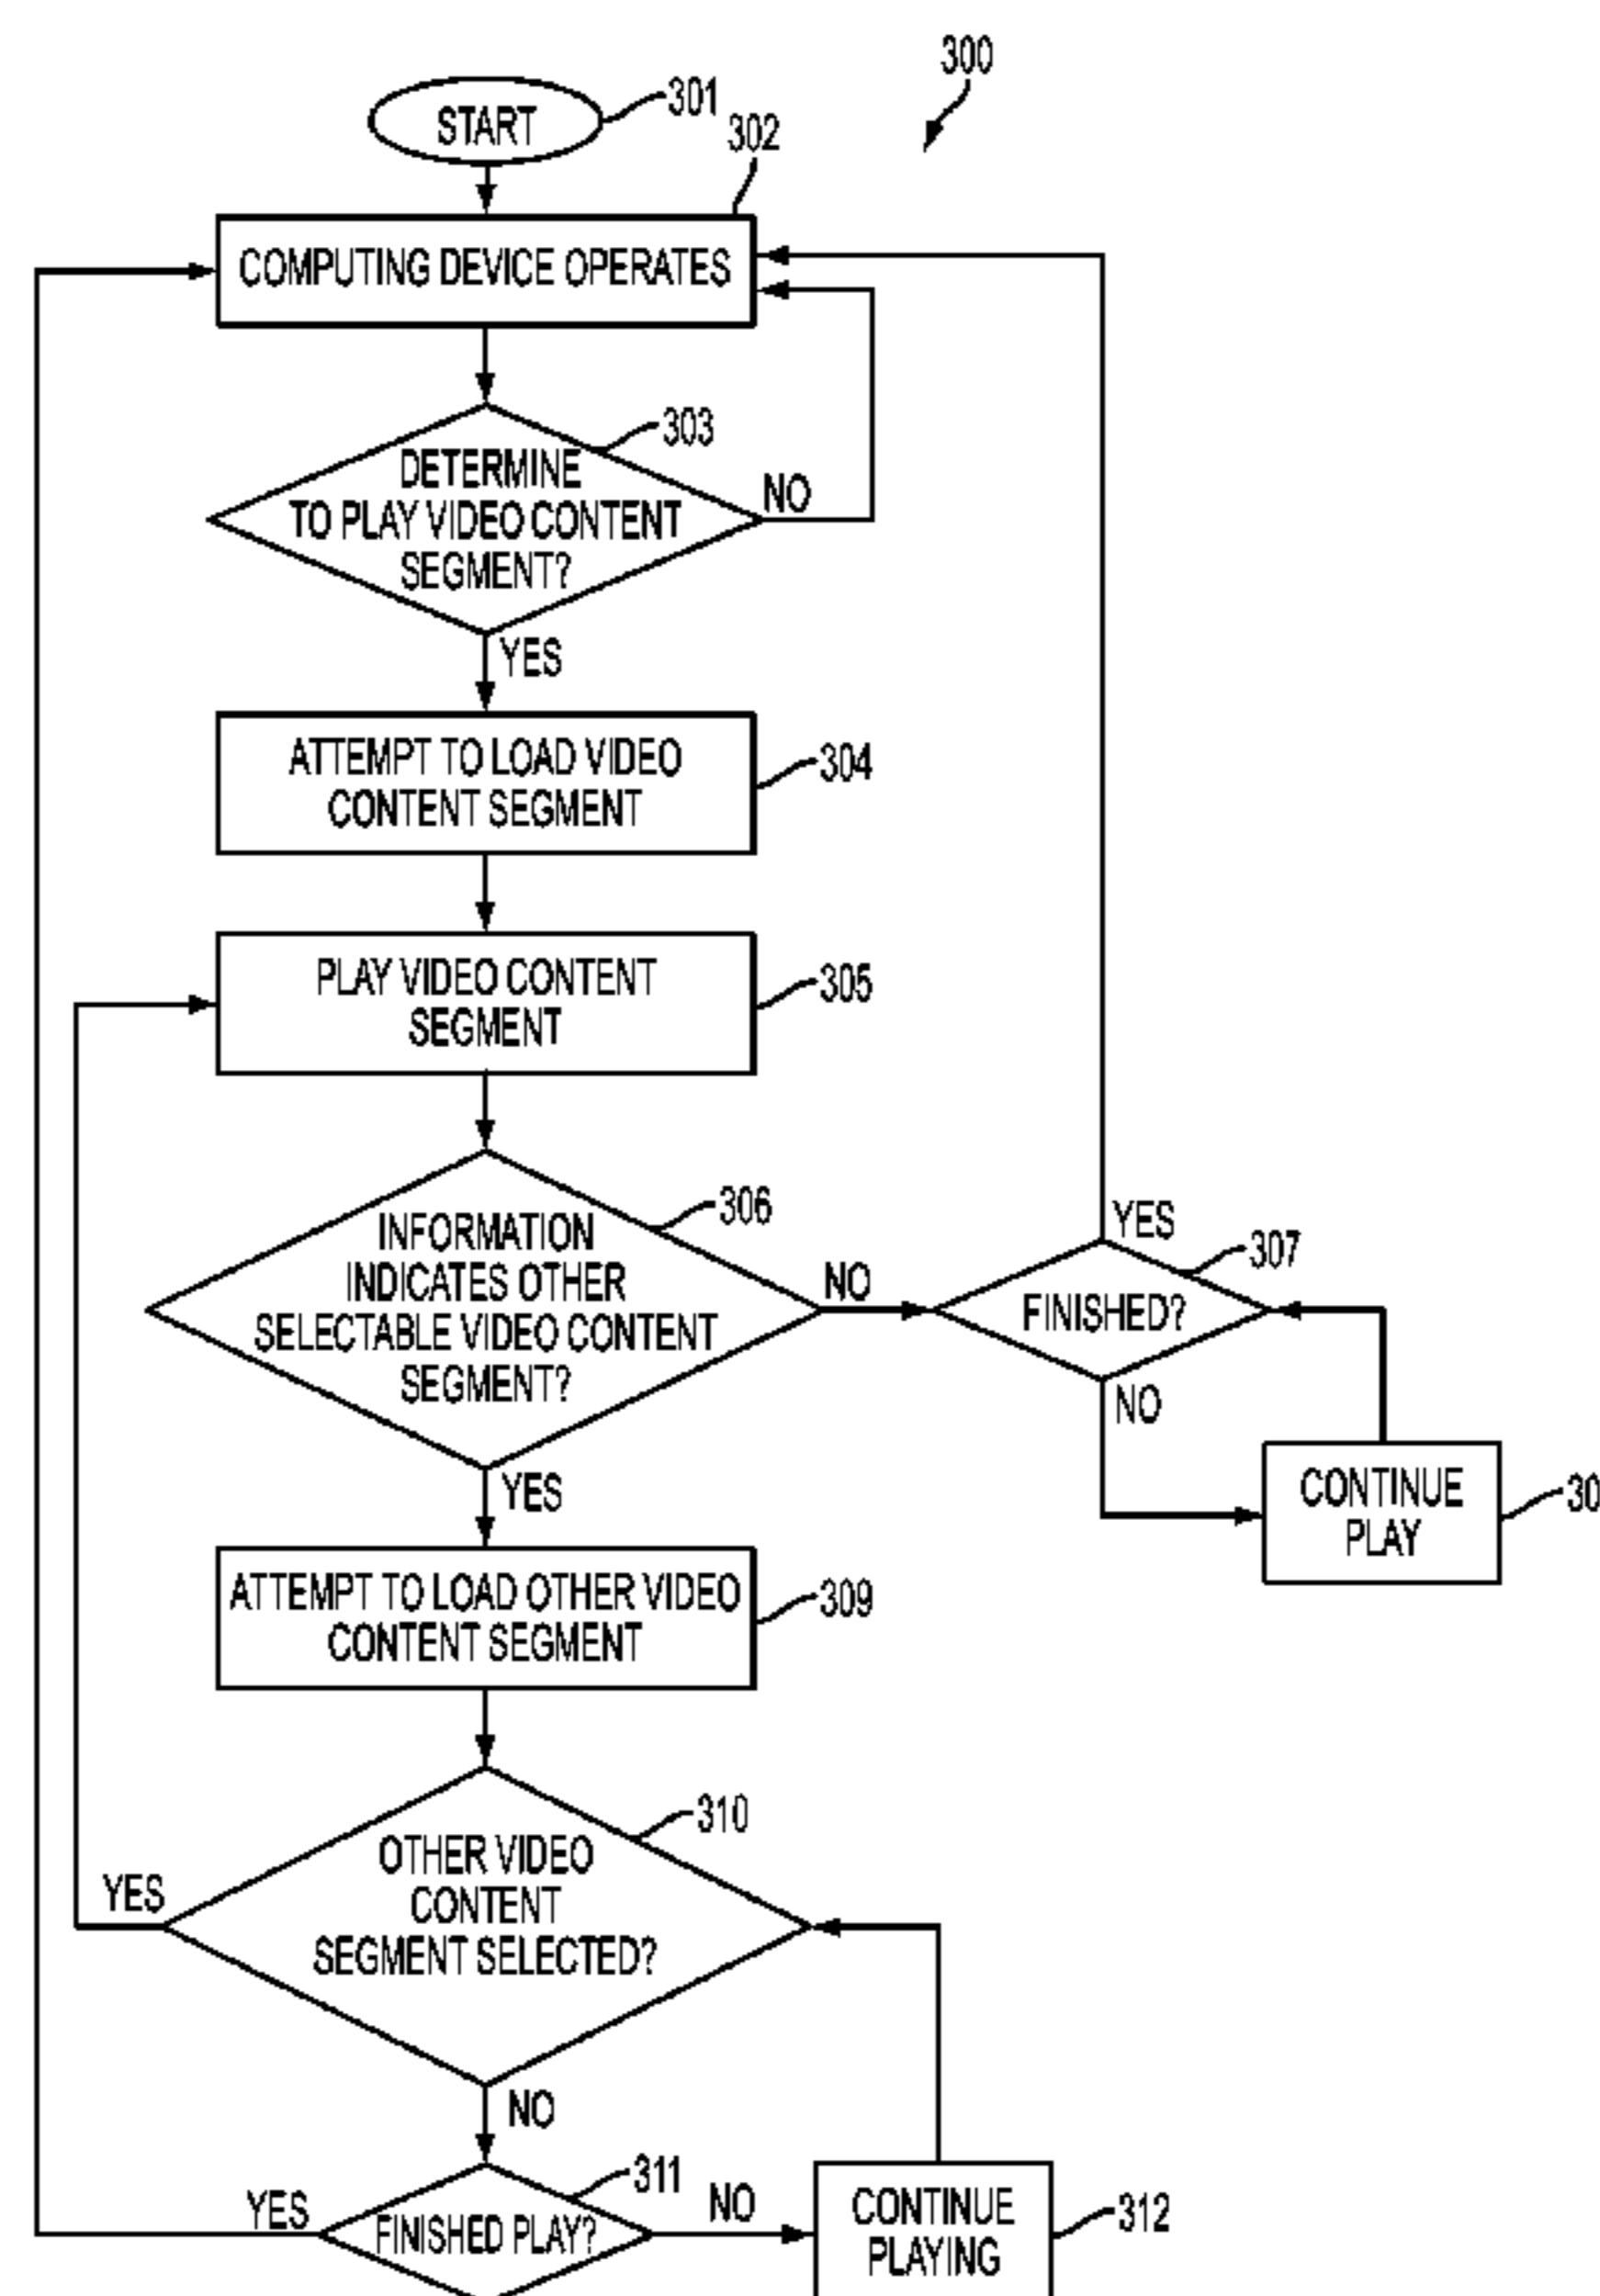 300
START
301
302
COMPUTING DEVICE OPERATES
303
DETERMINE
TO PLAY VIDEO CONTENT
SEGMENT?
NO
YES
ATTEMPT TO LOAD VIDEO
CONTENT SEGMENT
304
PLAY VIDEO CONTENT
SEGMENT
305
306
INFORMATION
INDICATES OTHER
SELECTABLE VIDEO CONTENT
SEGMENT?
NO
YES
307
FINISHED?
NO
CONTINUE
PLAY
30
YES
ATTEMPT TO LOAD OTHER VIDEO
CONTENT SEGMENT
309
310
OTHER VIDEO
CONTENT
SEGMENT SELECTED?
YES
NO
311
YES
FINISHED PLAY?
NO
CONTINUE
PLAYING
312